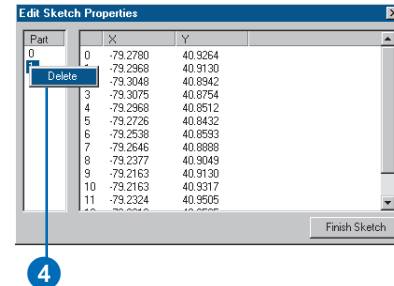 Edit Sketch Properties
Part X Y
0
Delete
0 -79.2780 40.9264
-79.2968 40.9130
-79.3048 40.8942
3 -79.3075 40.8754
4 -79.2968 40.8512
5 -79.2726 40.8432
6 -79.2538 40.8593
7 -79.2646 40.8888
8 -79.2377 40.9049
9 -79.2163 40.9130
10 -79.2163 40.9317
11 -79.2324 40.9505
Finish Sketch
4